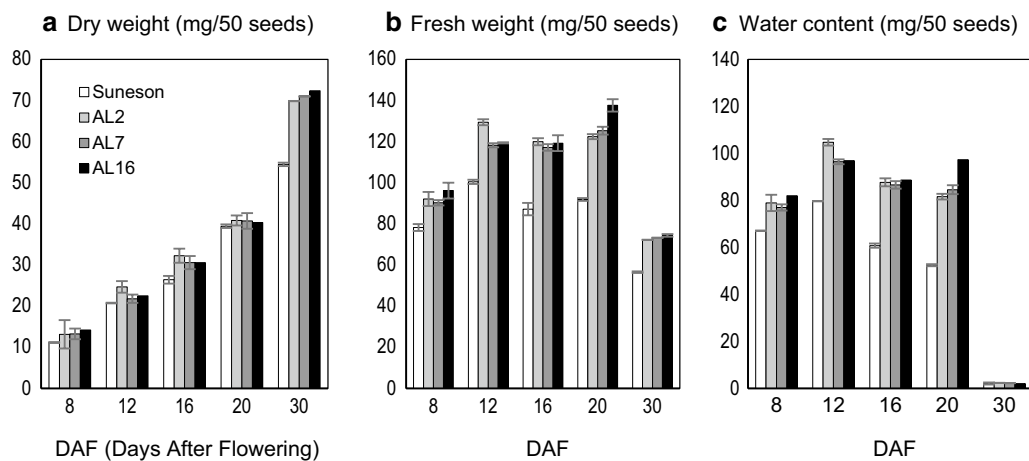 a Dry weight (mg/50 seeds)
80
70
60
50
40
30
20
10
0
Suneson
AL2
AL7
AL16
8 12 16 20 30
DAF (Days After Flowering)
b Fresh weight (mg/50 seeds)
160
140
120
100
80
60
40
20
0
8 12 16 20 30
DAF
c Water content (mg/50 seeds)
140
120
100
80
60
40
20
0
8 12 16 20 30
DAF